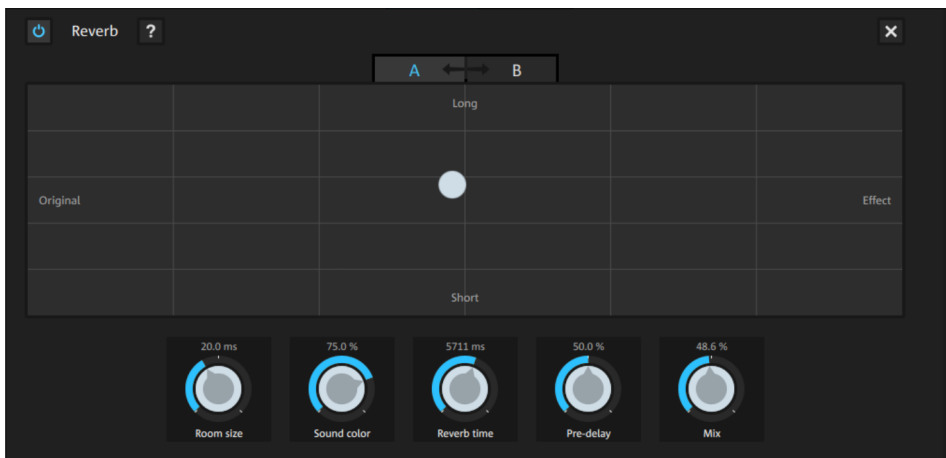 Reverb ?
A B
Long
Original
Effect
Short
20.0 ms
75.0 %
5711 ms
50.0 %
48.6 %
Room size
Sound color
Reverb time
Pre-delay
Mix